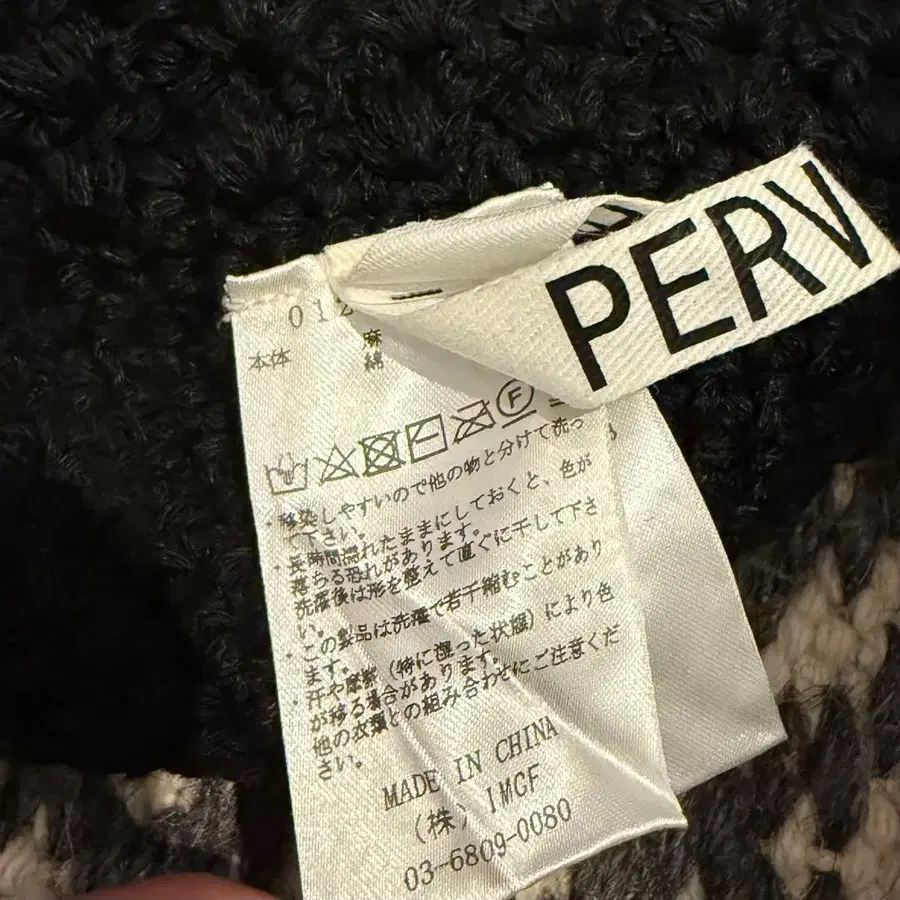 PERV
012
本体 麻
綿
F
・移染しやすいので他の物と分けて洗っ
て下さい。
・長時間濡れたままにしておくと、色が
落ちる恐れがあります。
洗濯後は形を整えて直ぐに干して下さ
い。
・この製品は洗濯で若干縮むことがあり
ます。
・汗や摩擦（特に湿った状態）により色
が移る場合があります。
他の衣類との組み合わせにご注意くだ
さい。
MADE IN CHINA
(株) IMCF
03-6809-0080